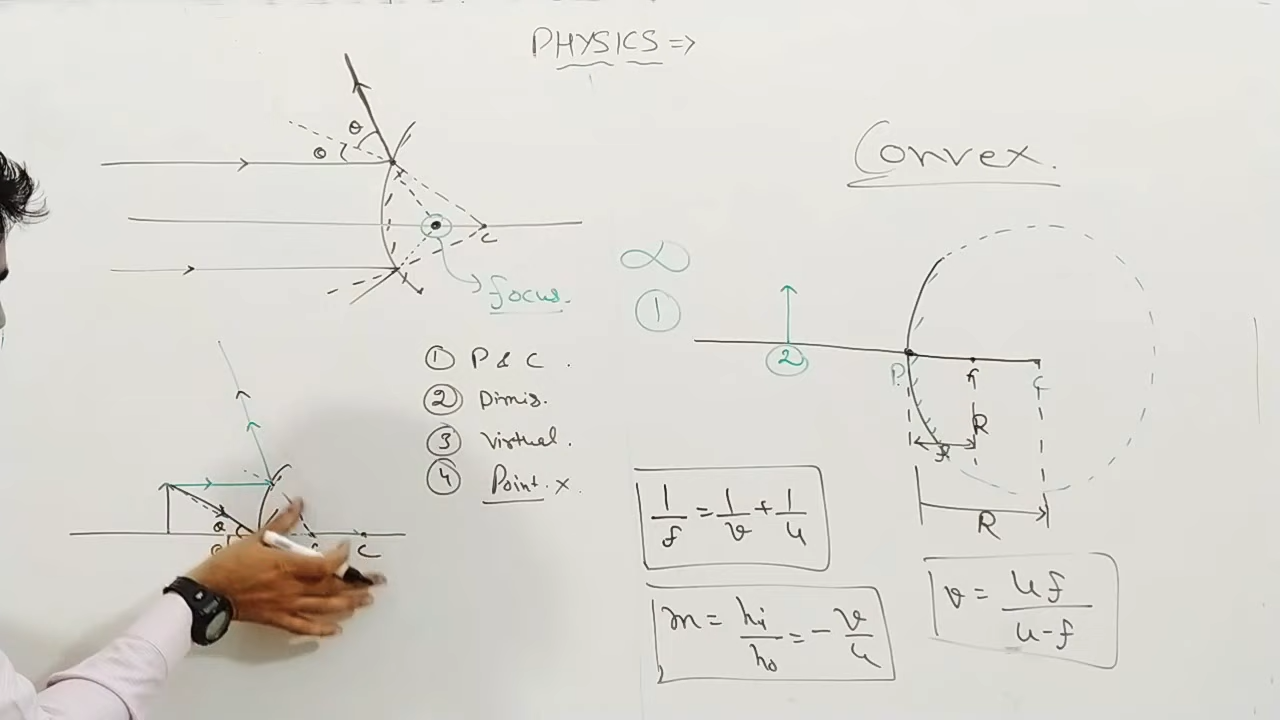 PHYSICS ⇒
Convex.
θ
θ
C
focus.
∞
① P & C .
② Dimis.
③ Virtual .
④ Point. x
①
②
P
f
C
R
R
θ
C
1/f = 1/v + 1/u
m = hi/ho = - v/u
v = uf/u-f